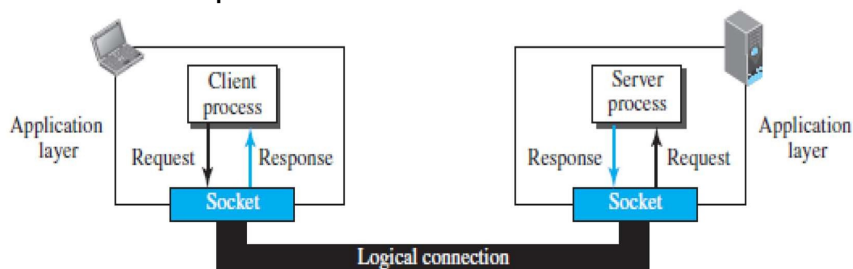 Client
process
Server
process
Application
layer
Application
layer
Request
Response
Response
Request
Socket
Socket
Logical connection